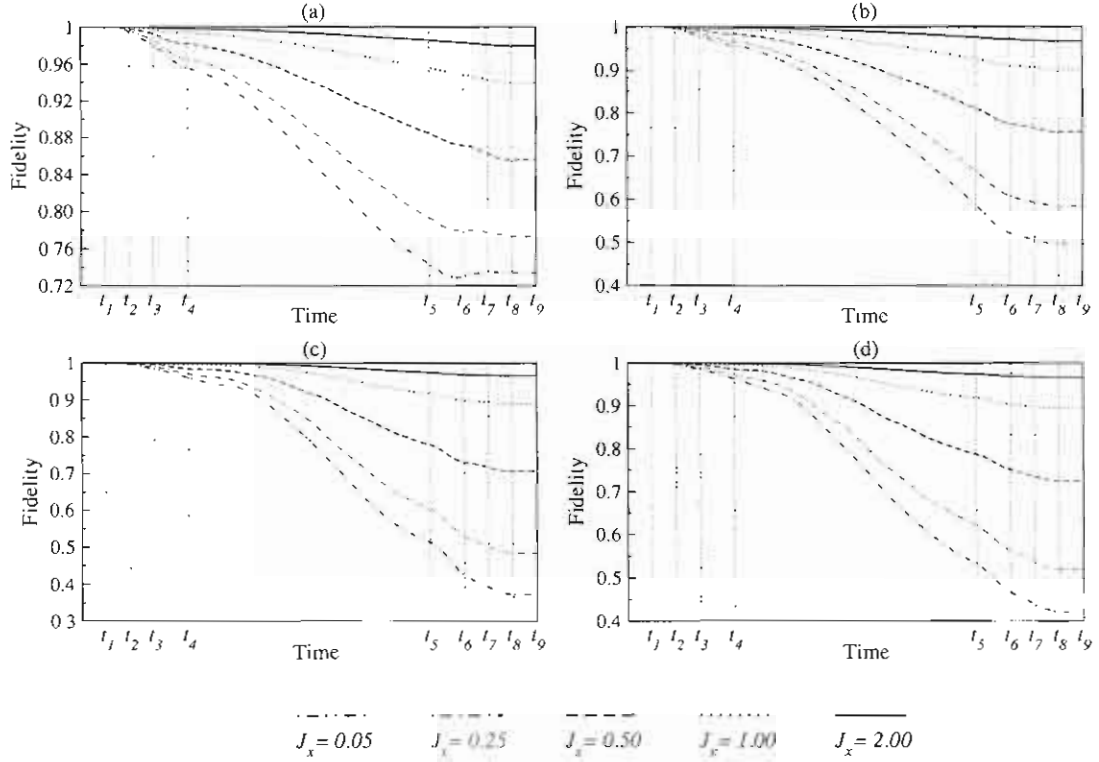 (a) (b)
1 1
0.96 0.9
0.92 0.8
0.88 0.7
0.84 0.6
0.8
0.76 0.5
0.72 0.4
Fidelity Fidelity
t1 t2 t3 t4 t5 t6 t7 t8 t9 t1 t2 t3 t4 t5 t6 t7 t8 t9
Time Time
(c) (d)
1 1
0.9 0.9
0.8 0.8
0.7 0.7
0.6
0.5 0.6
0.4 0.5
0.3 0.4
Fidelity Fidelity
t1 t2 t3 t4 t5 t6 t7 t8 t9 t1 t2 t3 t4 t5 t6 t7 t8 t9
Time Time
Jx = 0.05 Jx = 0.25 Jx = 0.50 Jx = 1.00 Jx = 2.00